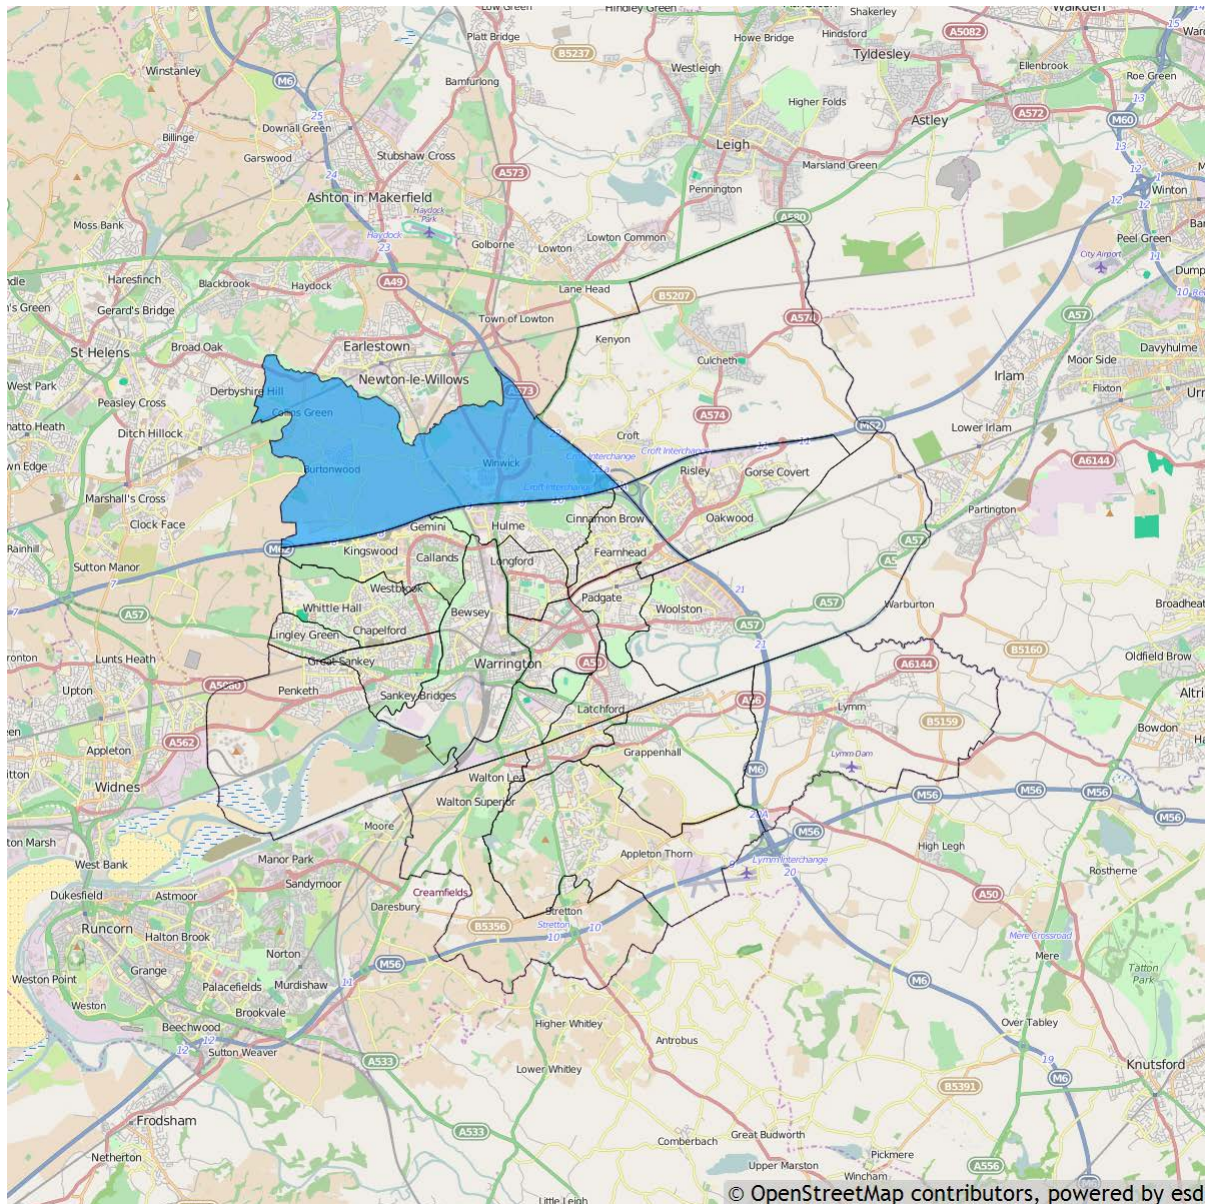 Low Green
Hindley Green
Shakerley
Walkden
Platt Bridge
Howe Bridge
Hindsford
A5082
B5237
Tyldesley
Ellenbrook
Winstanley
M6
Bamfurlong
Westleigh
Roe Green
Higher Folds
Astley
A572
M60
Billinge
Downall Green
Garswood
Stubshaw Cross
Leigh
A573
Marsland Green
Pennington
Winton
Ashton in Makerfield
Haydock Park
Moss Bank
Haydock
Golborne
Lowton
Lowton Common
A580
Peel Green
City Airport
Haresfinch
Blackbrook
Haydock
A49
Lane Head
B5207
Gerard's Bridge
Town of Lowton
A574
A57
St Helens
Broad Oak
Earlestown
Kenyon
Culcheth
Davyhulme
Moor Side
West Park
Derbyshire Hill
Newton-le-Willows
A573
Irlam
Flixton
Peasley Cross
Collins Green
A574
M62
Ditch Hillock
Croft
Lower Irlam
Burtonwood
Winwick
Croft Interchange
Risley
Gorse Covert
A6144
Marshall's Cross
Croft Interchange
Clock Face
Gemini
Hulme
Cinnamon Brow
Oakwood
Partington
Rainhill
M62
Kingswood
Callands
Longford
Fearnhead
A57
Sutton Manor
Westbrook
Padgate
A57
Whittle Hall
Bewsey
Woolston
A57
Warburton
Broadheath
Lingley Green
Chapelford
A57
Lunts Heath
Great Sankey
Warrington
A50
A6144
B5160
Oldfield Brow
Upton
A5080
Penketh
Sankey Bridges
Latchford
A56
Lymm
B5159
Bowdon
Appleton
A562
Grappenhall
Lymm Dam
Widnes
Walton Lea
M6
M56
M56
M56
M56
Walton Superior
20A
Moore
West Bank
Manor Park
Appleton Thorn
Lymm Interchange
High Legh
Rostherne
Dukesfield
Astmoor
Sandymoor
Creamfields
A50
Runcorn
Daresbury
Stretton
Halton Brook
B5356
Stretton
Mere Crossroad
Norton
Mere
Weston Point
Grange
Murdishaw
M56
Tatton Park
Palacefields
M6
Weston
Brookvale
Beechwood
Higher Whitley
Over Tabley
Sutton Weaver
A533
Antrobus
Lower Whitley
M6
Knutsford
B5391
Frodsham
A533
Great Budworth
Netherton
Comberbach
Pickmere
Upper Marston
A556
M6
Little Leigh
Wincham
© OpenStreetMap contributors, powered by esd